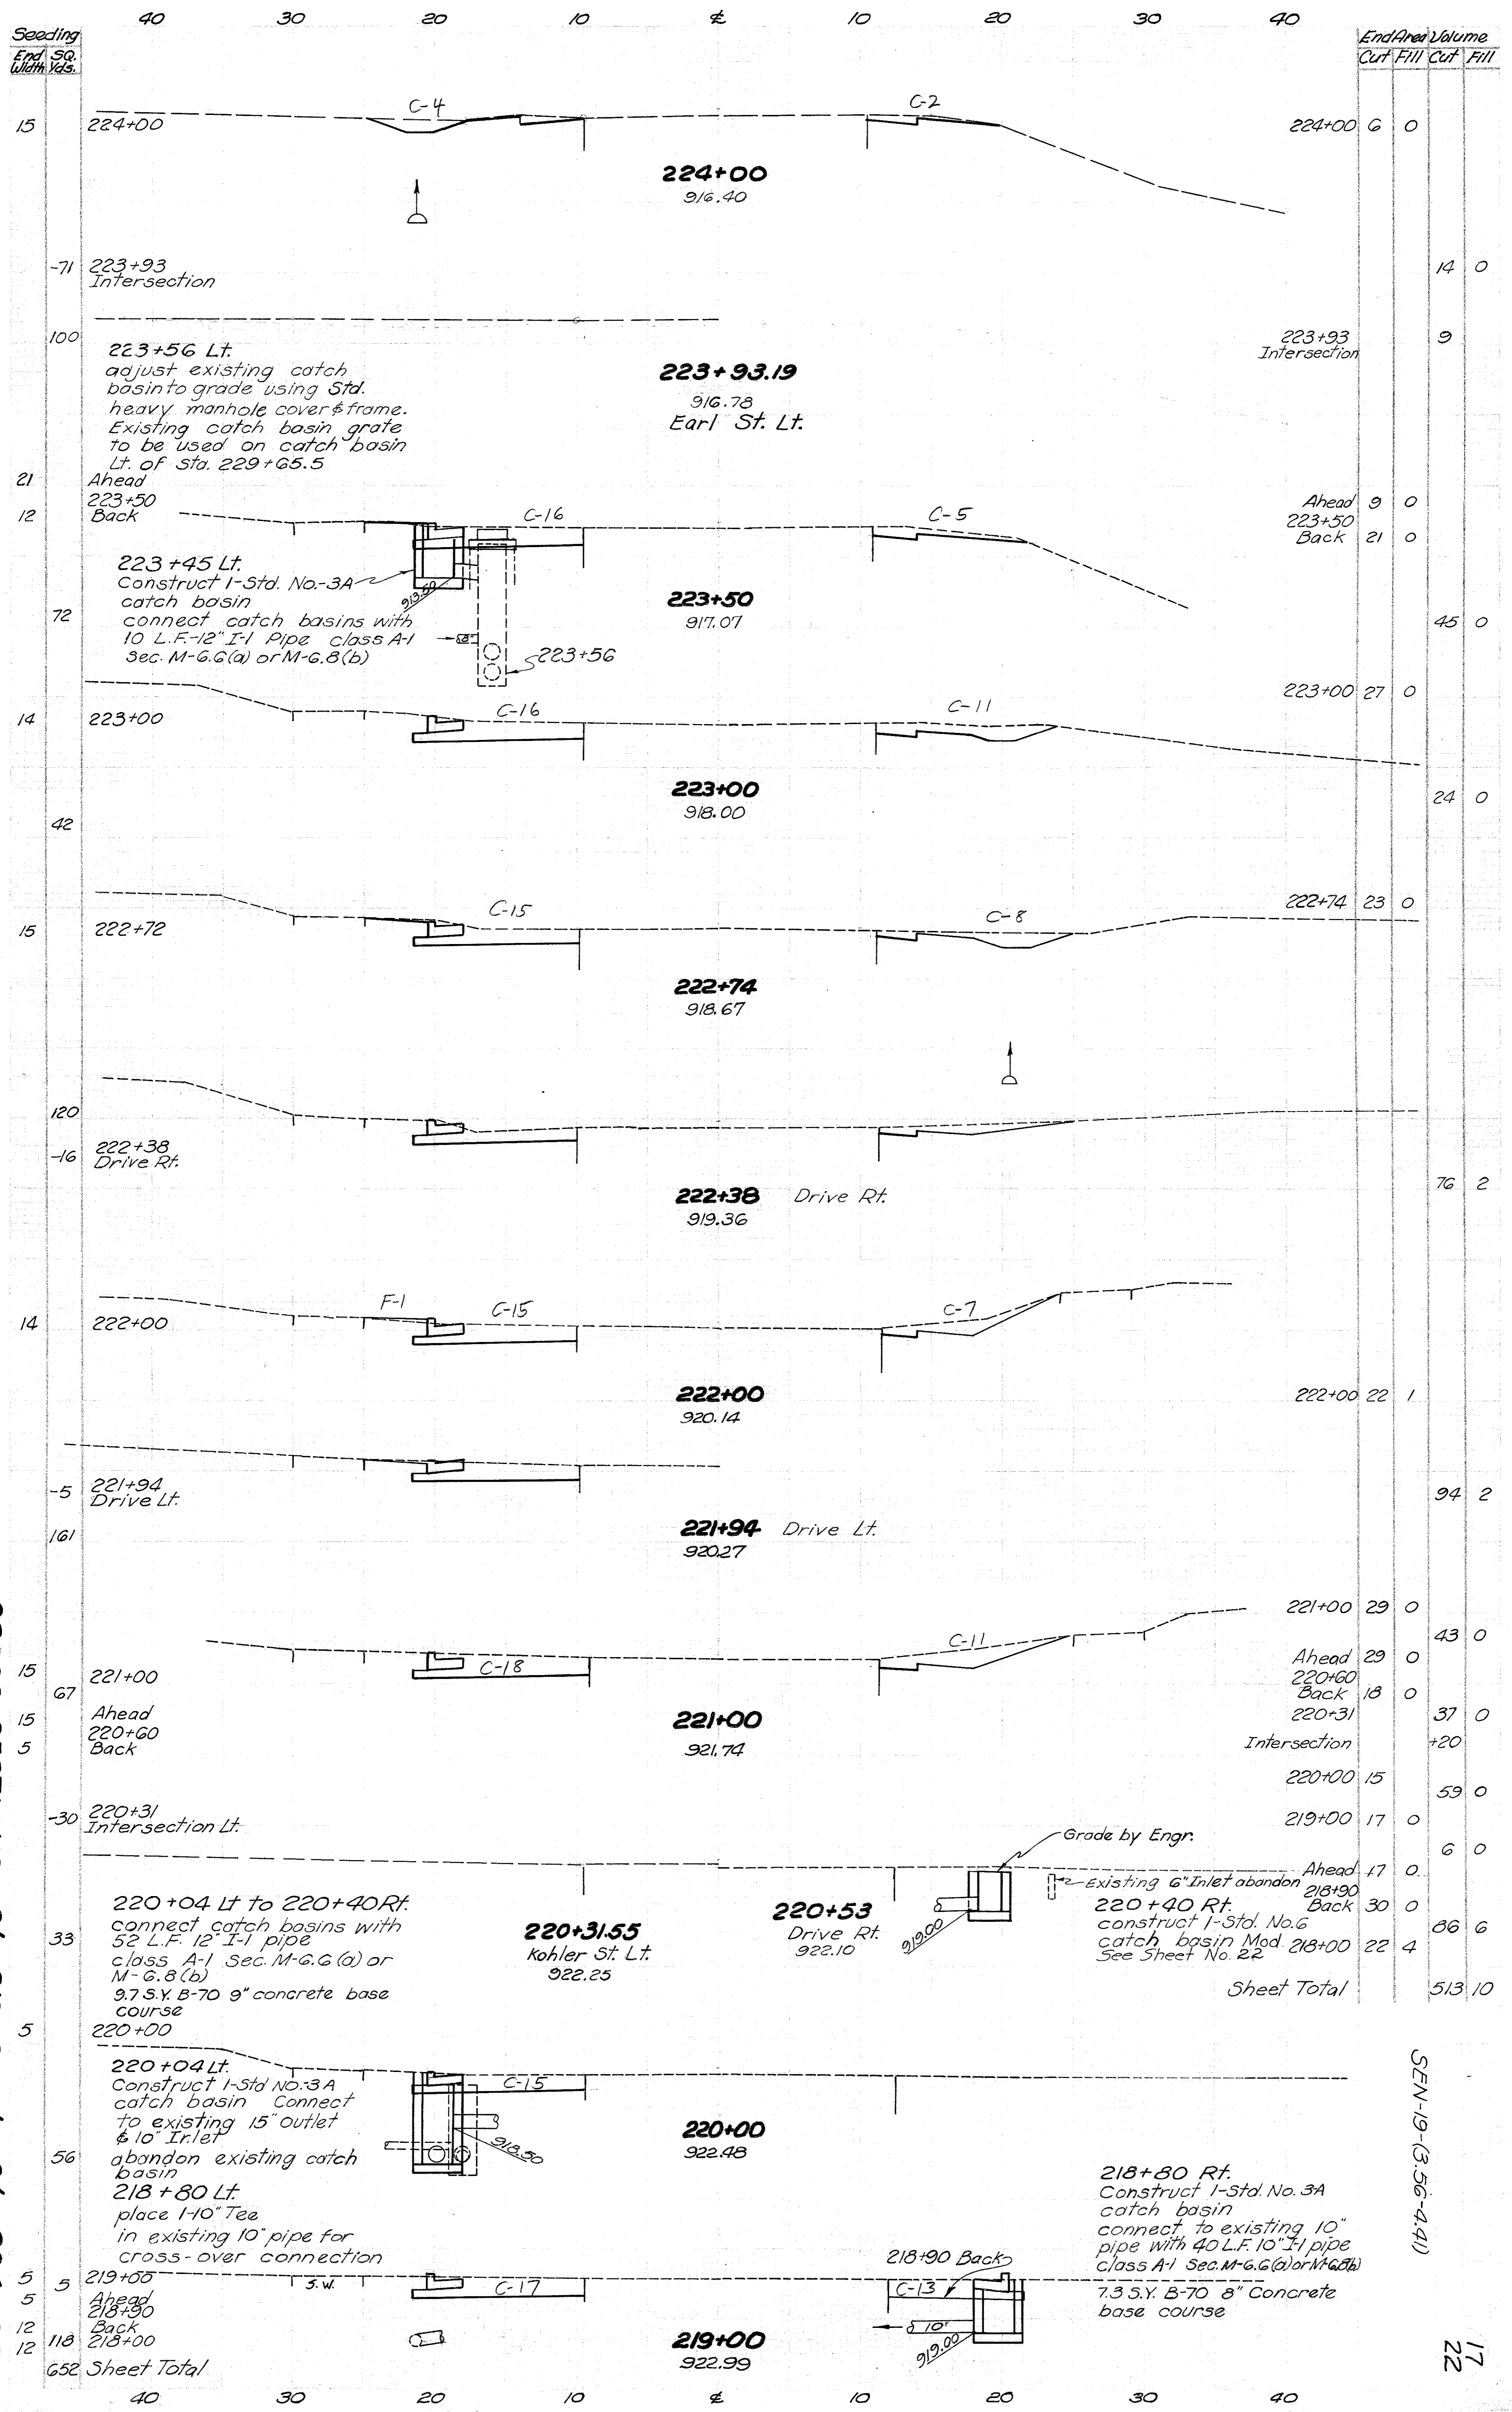 40 30 20 10 ℄ 10 20 30 40
Seeding
End Width SQ. Yds.
End Area Volume
Cut Fill Cut Fill
C-4 C-2
15 224+00
224+00 6 0
224+00
916.40
-71 223+93
Intersection
14 0
100
223+93 9
Intersection
223+56 Lt.
adjust existing catch
basin to grade using Std.
heavy manhole cover & frame.
Existing catch basin grate
to be used on catch basin
Lt. of Sta. 229+65.5
223+93.19
916.78
Earl St. Lt.
21 Ahead
223+50
12 Back
Ahead 9 0
223+50
Back 21 0
C-16 C-5
223+45 Lt.
Construct 1-Std. No.-3A
catch basin
connect catch basins with
10 L.F.-12" I-1 Pipe class A-1
Sec. M-6.6(a) or M-6.8(b)
913.50
223+56
223+50
917.07
72
45 0
223+00 27 0
C-16 C-11
14 223+00
223+00
918.00
24 0
42
222+74 23 0
C-15 C-8
15 222+72
222+74
918.67
120
-16 222+38
Drive Rt.
222+38 Drive Rt.
919.36
76 2
F-1 C-15 C-7
14 222+00
222+00
920.14
222+00 22 1
-5 221+94
Drive Lt.
94 2
161
221+94 Drive Lt.
920.27
221+00 29 0
43 0
C-18 C-11
15 221+00
67
15 Ahead
220+60
5 Back
221+00
921.74
Ahead 29 0
220+60
Back 18 0
220+31 37 0
Intersection +20
220+00 15
59 0
219+00 17 0
6 0
-30 220+31
Intersection Lt.
Grade by Engr.
Existing 6" Inlet abandon
Ahead 17 0
218+90
Back 30 0
86 6
218+00 22 4
Sheet Total 513 10
220+04 Lt to 220+40 Rt.
connect catch basins with
52 L.F. 12" I-1 pipe
class A-1 Sec. M-6.6 (a) or
M-6.8(b)
9.7 S.Y. B-70 9" concrete base
course
33
220+31.55
Kohler St. Lt.
922.25
220+53
Drive Rt.
922.10
919.00
220+40 Rt.
construct 1-Std. No.6
catch basin Mod.
See Sheet No. 22
5 220+00
220+04 Lt.
Construct 1-Std No.-3A
catch basin Connect
to existing 15" outlet
& 10" Inlet
abandon existing catch
basin
56
C-15
918.50
220+00
922.48
218+80 Lt.
place 1-10" Tee
in existing 10" pipe for
cross-over connection
218+80 Rt.
Construct 1-Std. No. 3A
catch basin
connect to existing 10"
pipe with 40 L.F. 10" I-1 pipe
class A-1 Sec. M-6.6(a) or M-6.8(b)
7.3 S.Y. B-70 8" Concrete
base course
218+90 Back
5 219+00
5
5 Ahead
218+90
12 Back
12 118 218+00
652 Sheet Total
S.W. C-17 C-13
10"
919.00
219+00
922.99
SEN-19-(3.56-4.41)
17
22
40 30 20 10 ℄ 10 20 30 40